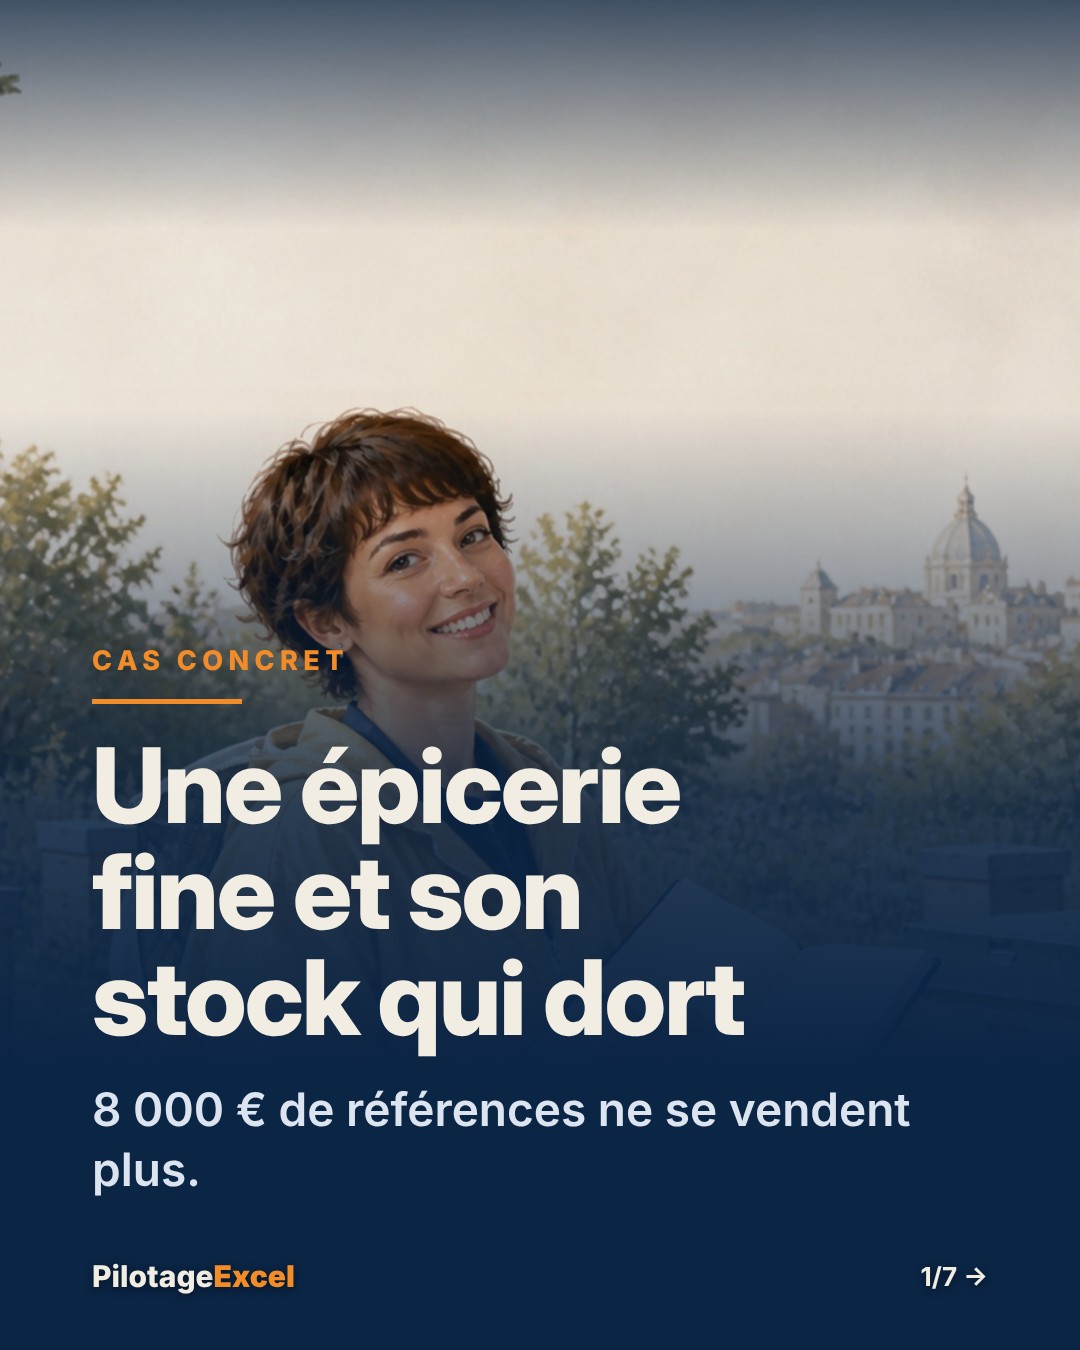 CAS CONCRET
Une épicerie
fine et son
stock qui dort
8 000 € de références ne se vendent
plus.
PilotageExcel
1/7 →